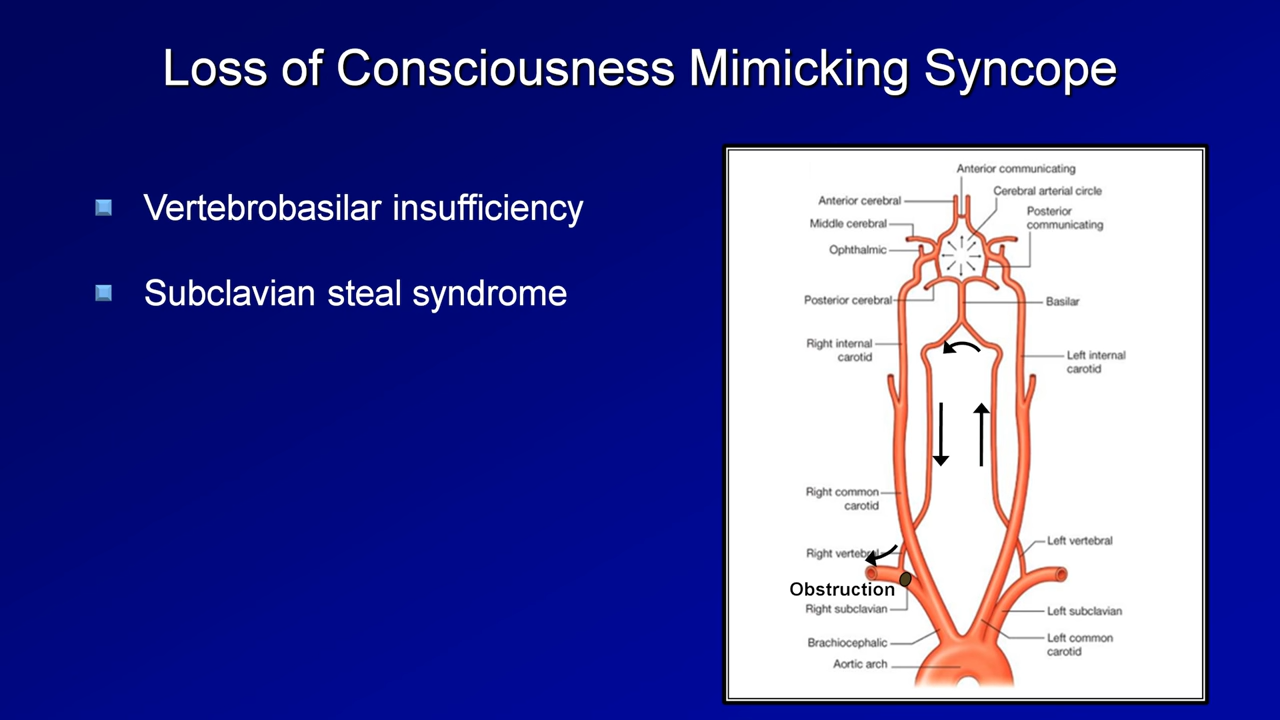 Loss of Consciousness Mimicking Syncope
Vertebrobasilar insufficiency
Subclavian steal syndrome
Anterior communicating
Cerebral arterial circle
Anterior cerebral
Posterior
communicating
Middle cerebral
Ophthalmic
Posterior cerebral
Basilar
Right internal
carotid
Left internal
carotid
Right common
carotid
Left vertebral
Right vertebral
Obstruction
Right subclavian
Left subclavian
Brachiocephalic
Left common
carotid
Aortic arch